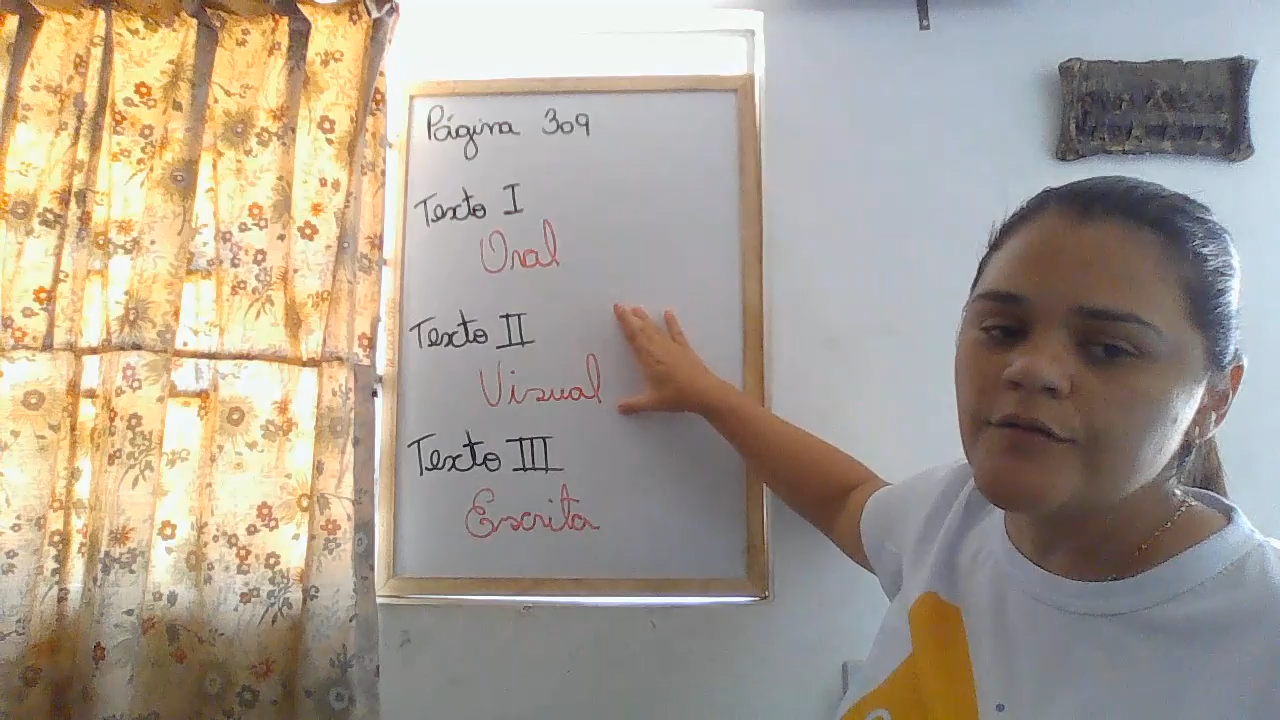 Página 309
Texto I
Oral
Texto II
Visual
Texto III
Escrita